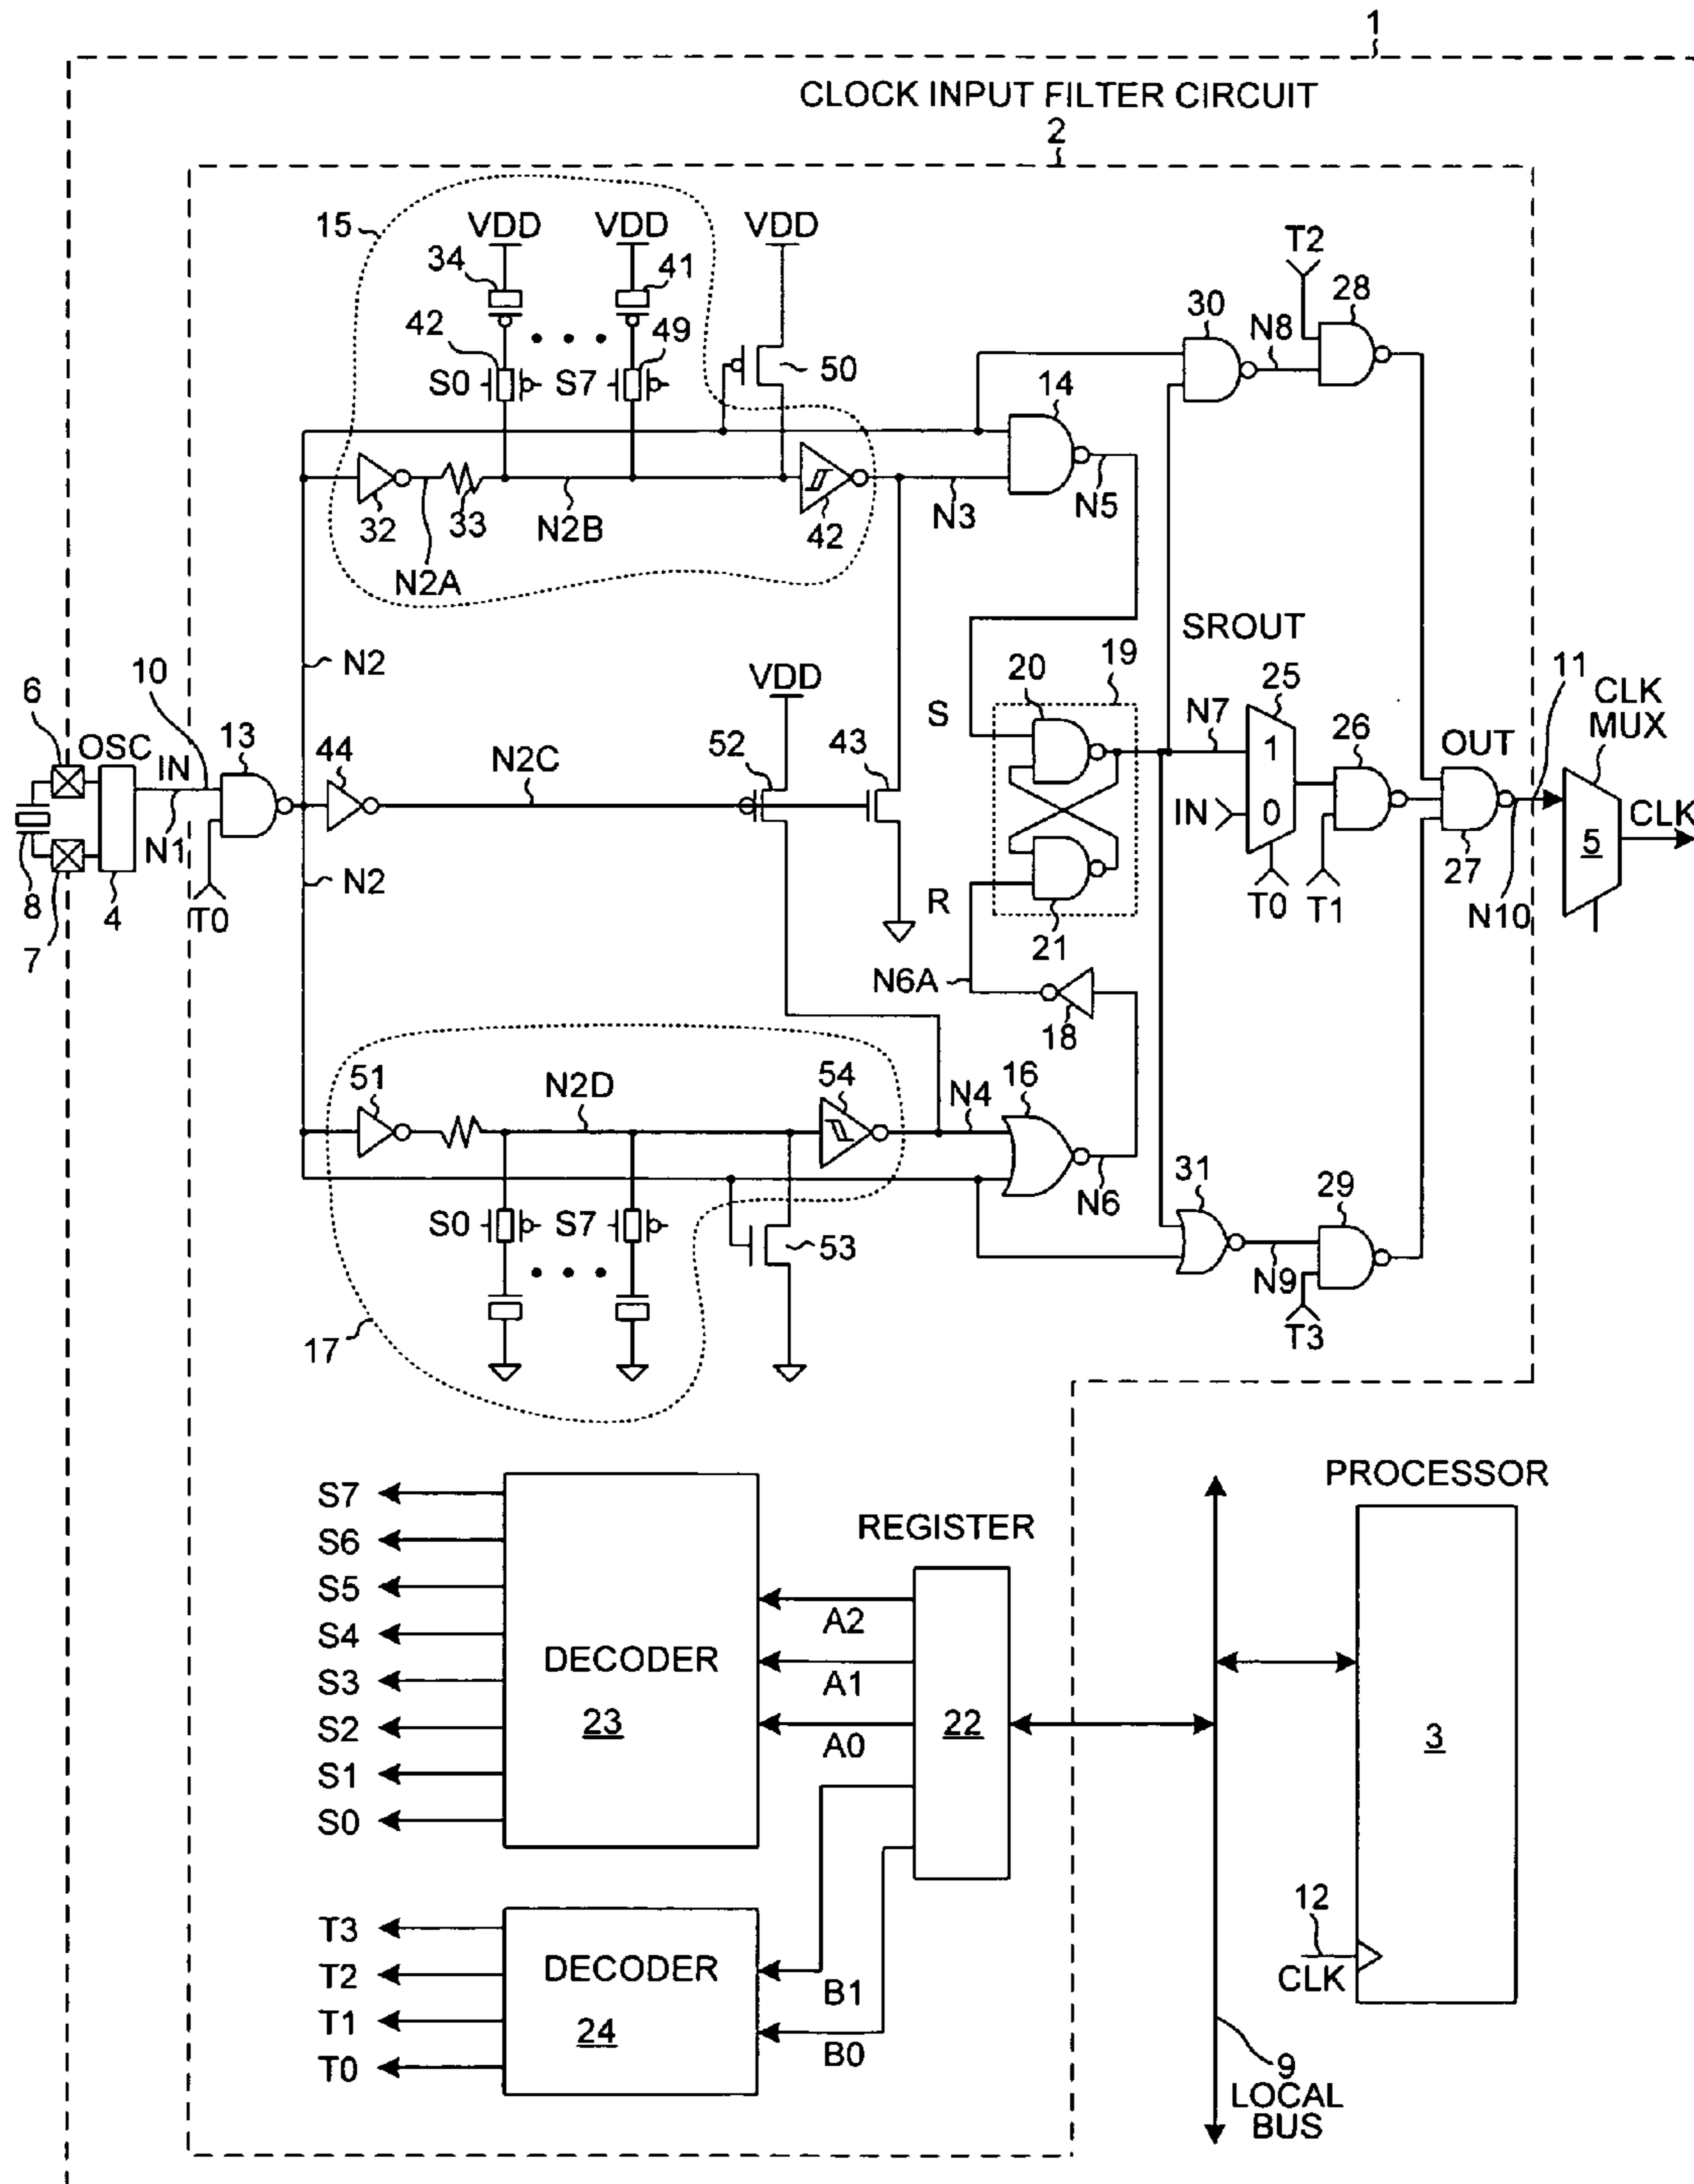 1
CLOCK INPUT FILTER CIRCUIT
2
15
VDD
VDD
VDD
34
41
T2
42
49
30
28
S0
S7
50
14
N8
32
33
N2B
42
N3
N5
N2A
SROUT
10
N2
VDD
20
19
25
11
CLK
MUX
6
OSC
IN
13
44
N2C
52
43
S
N7
26
OUT
1
IN
0
CLK
5
N1
N2
R
T0
T1
27
N10
8
4
T0
21
7
N6A
18
51
N2D
54
N4
16
31
29
S0
S7
53
N6
N9
T3
17
PROCESSOR
S7
REGISTER
S6
S5
A2
S4
DECODER
A1
S3
23
22
3
S2
A0
S1
S0
12
T3
DECODER
CLK
T2
B1
T1
24
B0
T0
9
LOCAL
BUS